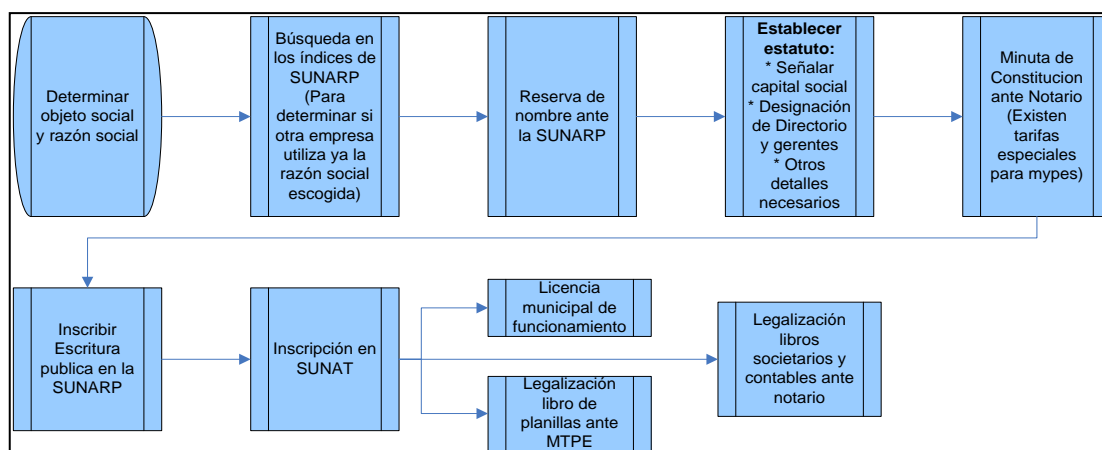 Determinar
objeto social
y razón social
Búsqueda en
los índices de
SUNARP
(Para
determinar si
otra empresa
utiliza ya la
razón social
escogida)
Reserva de
nombre ante
la SUNARP
Establecer
estatuto:
* Señalar
capital social
* Designación
de Directorio
y gerentes
* Otros
detalles
necesarios
Minuta de
Constitucion
ante Notario
(Existen
tarifas
especiales
para mypes)
Inscribir
Escritura
publica en la
SUNARP
Inscripción en
SUNAT
Licencia
municipal de
funcionamiento
Legalización
libro de
planillas ante
MTPE
Legalización
libros
societarios y
contables ante
notario